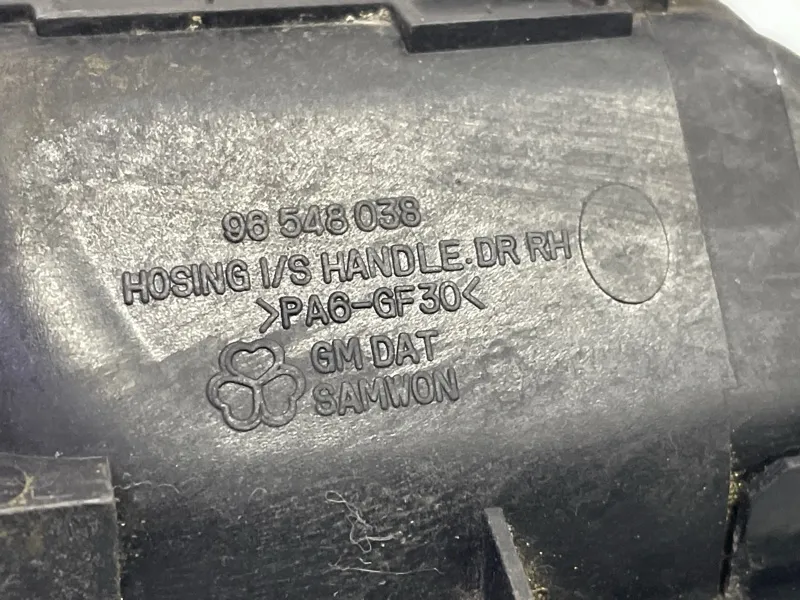 96 548 038
HOSING I/S HANDLE.DR RH
>PA6-GF30<
GM DAT
SAMWON